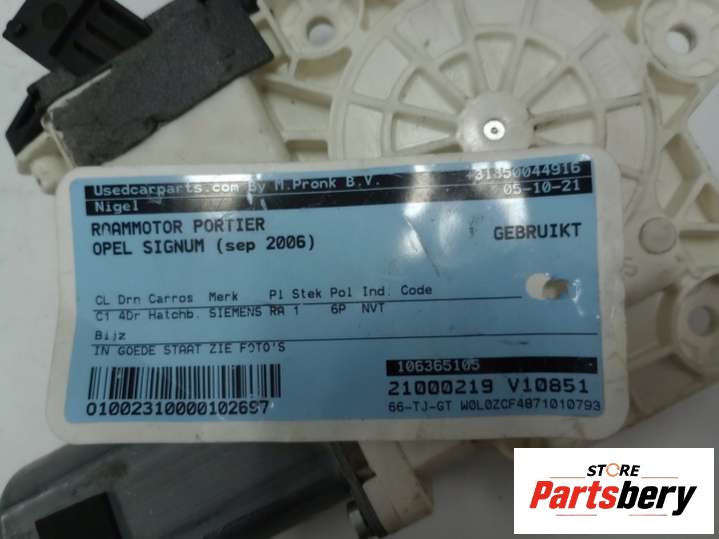 Usedcarparts.com By M.Pronk B.V. +31850044916
Nigel 05-10-21
RAAMMOTOR PORTIER
OPEL SIGNUM (sep 2006) GEBRUIKT
CL Drn Carros Merk Pl Stek Pol Ind. Code
C1 4Dr Hatchb. SIEMENS RA 1 6P NVT
Bijz
IN GOEDE STAAT ZIE FOTO'S
106365105
21000219 V10851
01002310000102697
66-TJ-GT W0L0ZCF4871010793
STORE
Partsbery